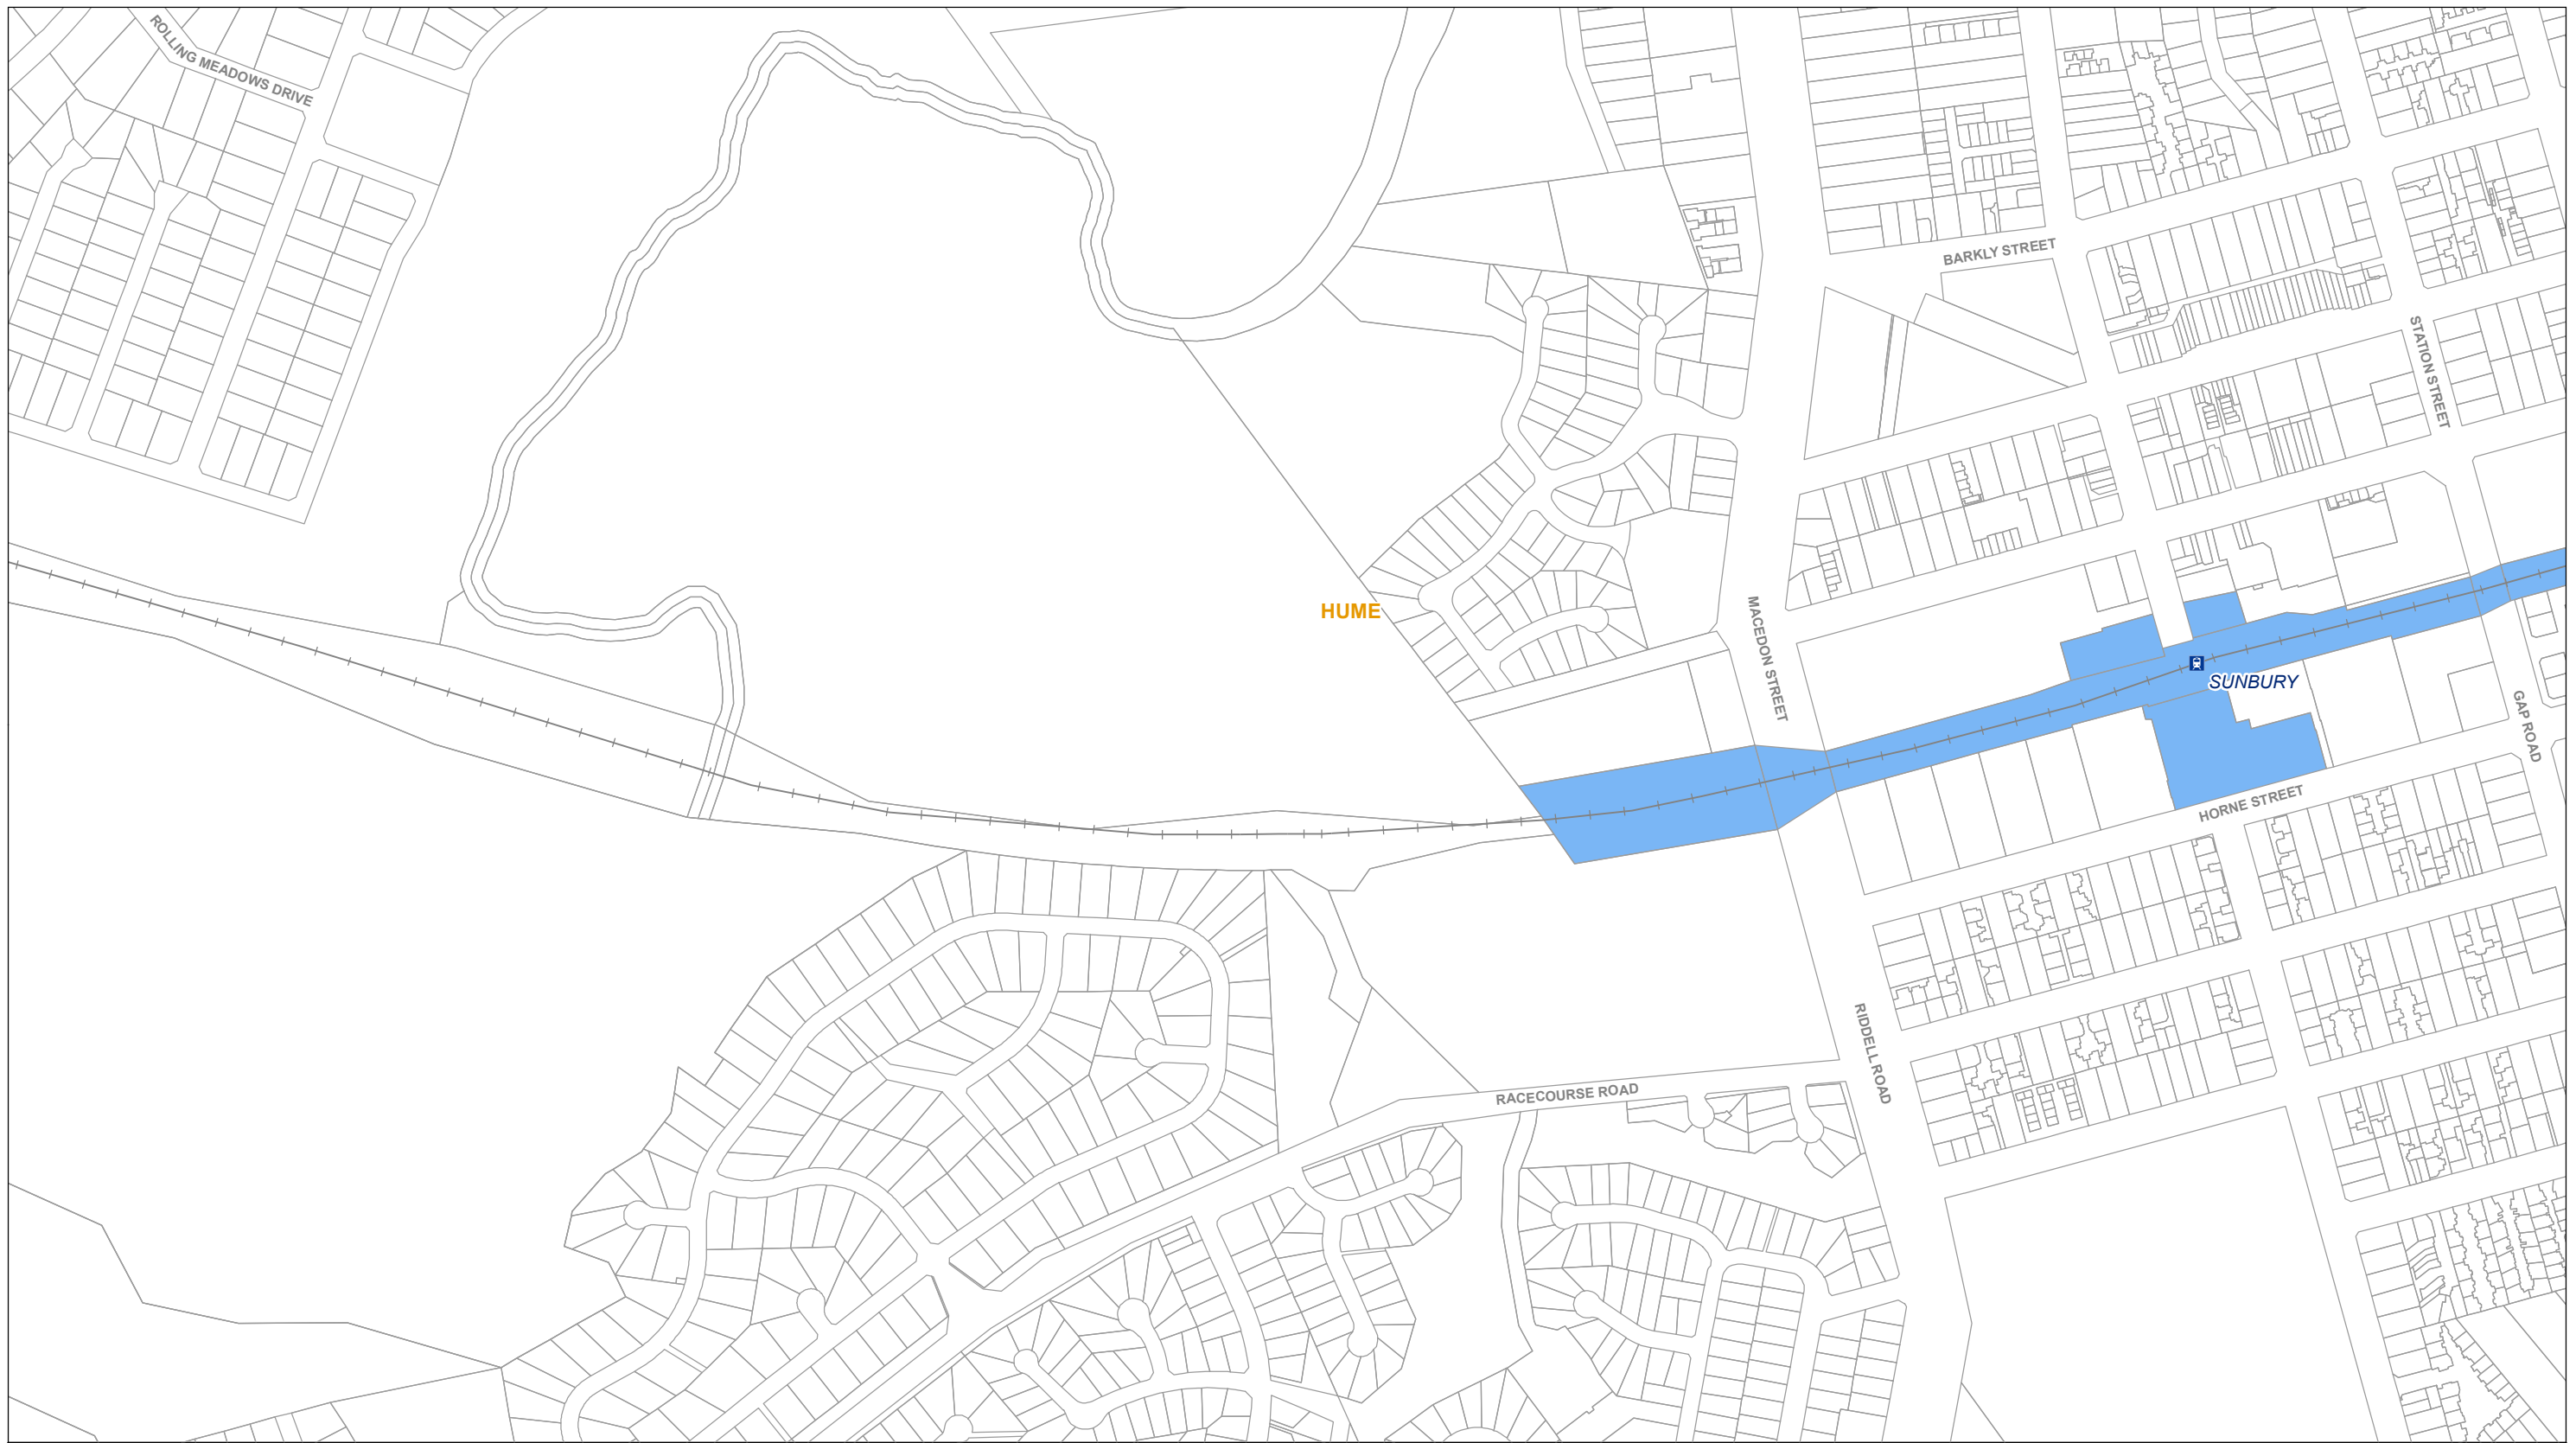 ROLLING MEADOWS DRIVE
BARKLY STREET
STATION STREET
HUME
MACEDON STREET
SUNBURY
GAP ROAD
HORNE STREET
RIDDELL ROAD
RACECOURSE ROAD